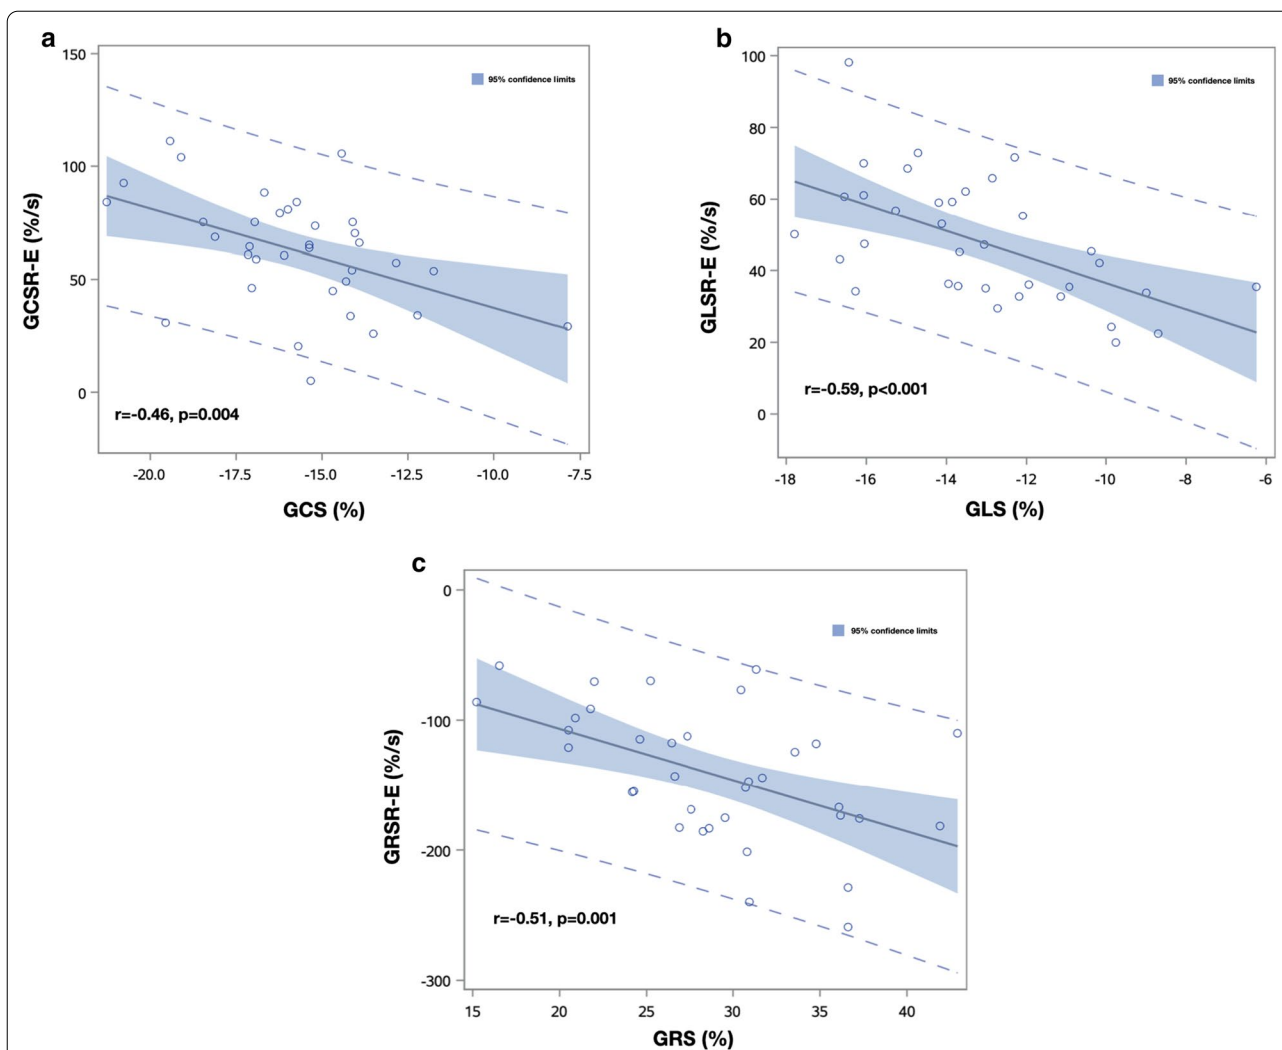 a
150
100
50
0
GCSR-E (%/s)
95% confidence limits
r=-0.46, p=0.004
-20.0 -17.5 -15.0 -12.5 -10.0 -7.5
GCS (%)
b
100
80
60
40
20
0
GLSR-E (%/s)
95% confidence limits
r=-0.59, p<0.001
-18 -16 -14 -12 -10 -8 -6
GLS (%)
c
0
-100
-200
-300
GRSR-E (%/s)
95% confidence limits
r=-0.51, p=0.001
15 20 25 30 35 40
GRS (%)